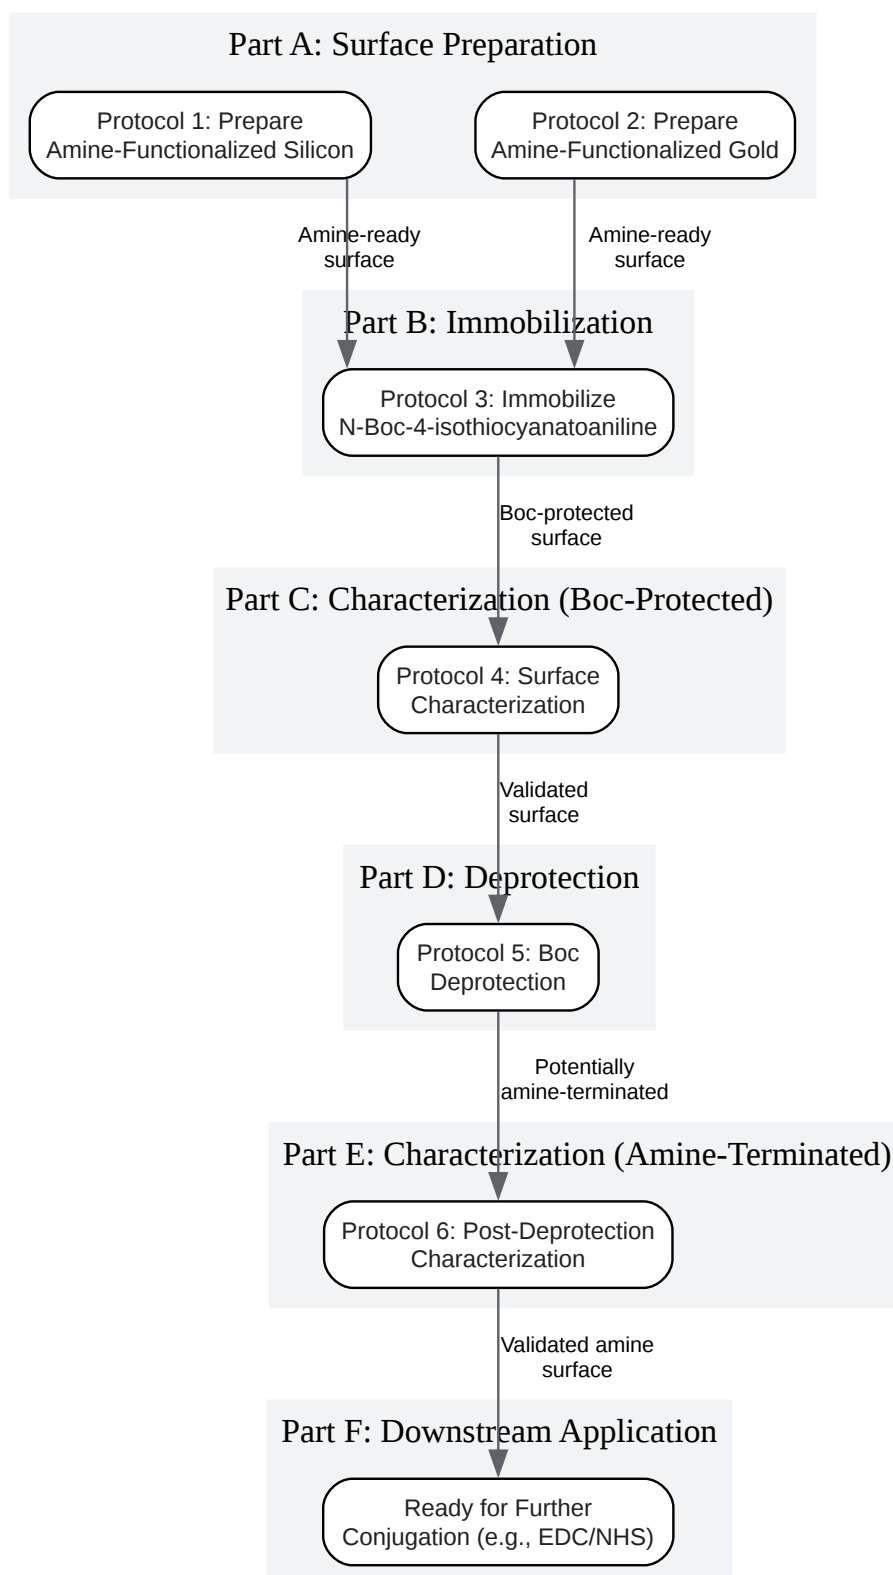 Part A: Surface Preparation
Protocol 1: Prepare
Amine-Functionalized Silicon
Protocol 2: Prepare
Amine-Functionalized Gold
Amine-ready
surface
Amine-ready
surface
Part B: Immobilization
Protocol 3: Immobilize
N-Boc-4-isothiocyanatoaniline
Boc-protected
surface
Part C: Characterization (Boc-Protected)
Protocol 4: Surface
Characterization
Validated
surface
Part D: Deprotection
Protocol 5: Boc
Deprotection
Potentially
amine-terminated
Part E: Characterization (Amine-Terminated)
Protocol 6: Post-Deprotection
Characterization
Validated amine
surface
Part F: Downstream Application
Ready for Further
Conjugation (e.g., EDC/NHS)